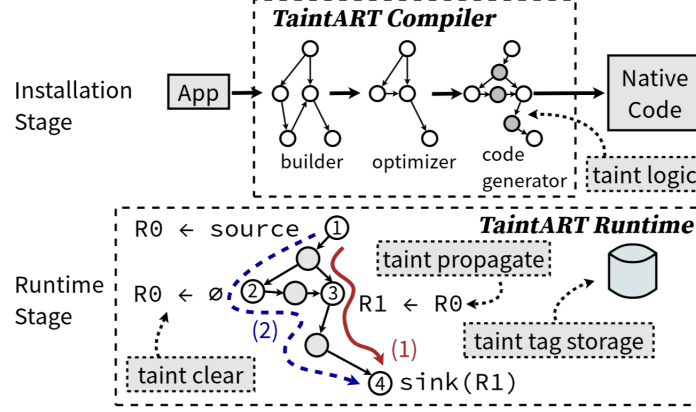 TaintART Compiler
Installation
Stage
App
Native
Code
builder
optimizer
code
generator
taint logic
TaintART Runtime
R0 ← source
1
taint propagate
Runtime
Stage
R0 ← ∅
2
3
R1 ← R0
(2)
(1)
taint tag storage
taint clear
4
sink(R1)